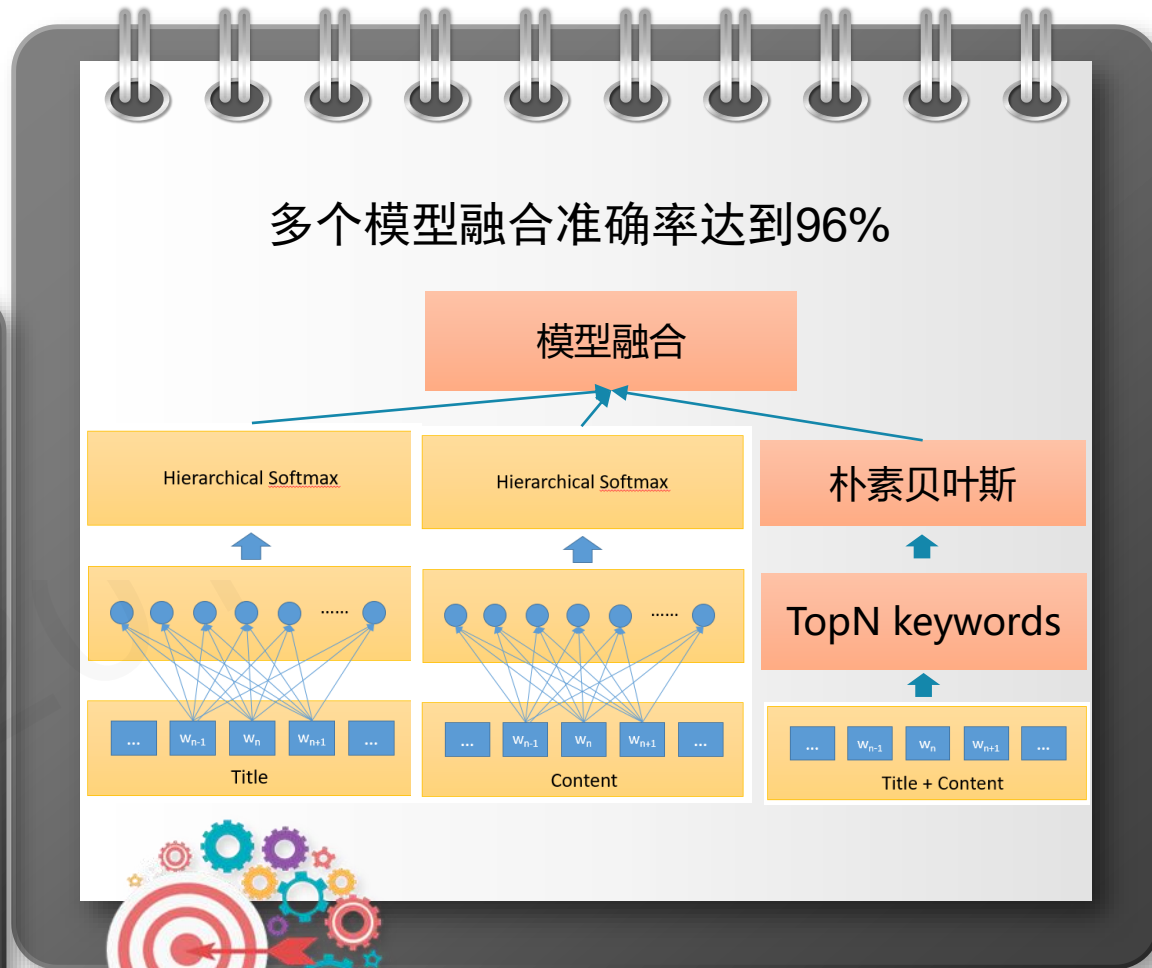 多个模型融合准确率达到96%
模型融合
Hierarchical Softmax
Hierarchical Softmax
朴素贝叶斯
......
......
TopN keywords
... wn-1 wn wn+1 ...
Title
... wn-1 wn wn+1 ...
Content
... wn-1 wn wn+1 ...
Title + Content